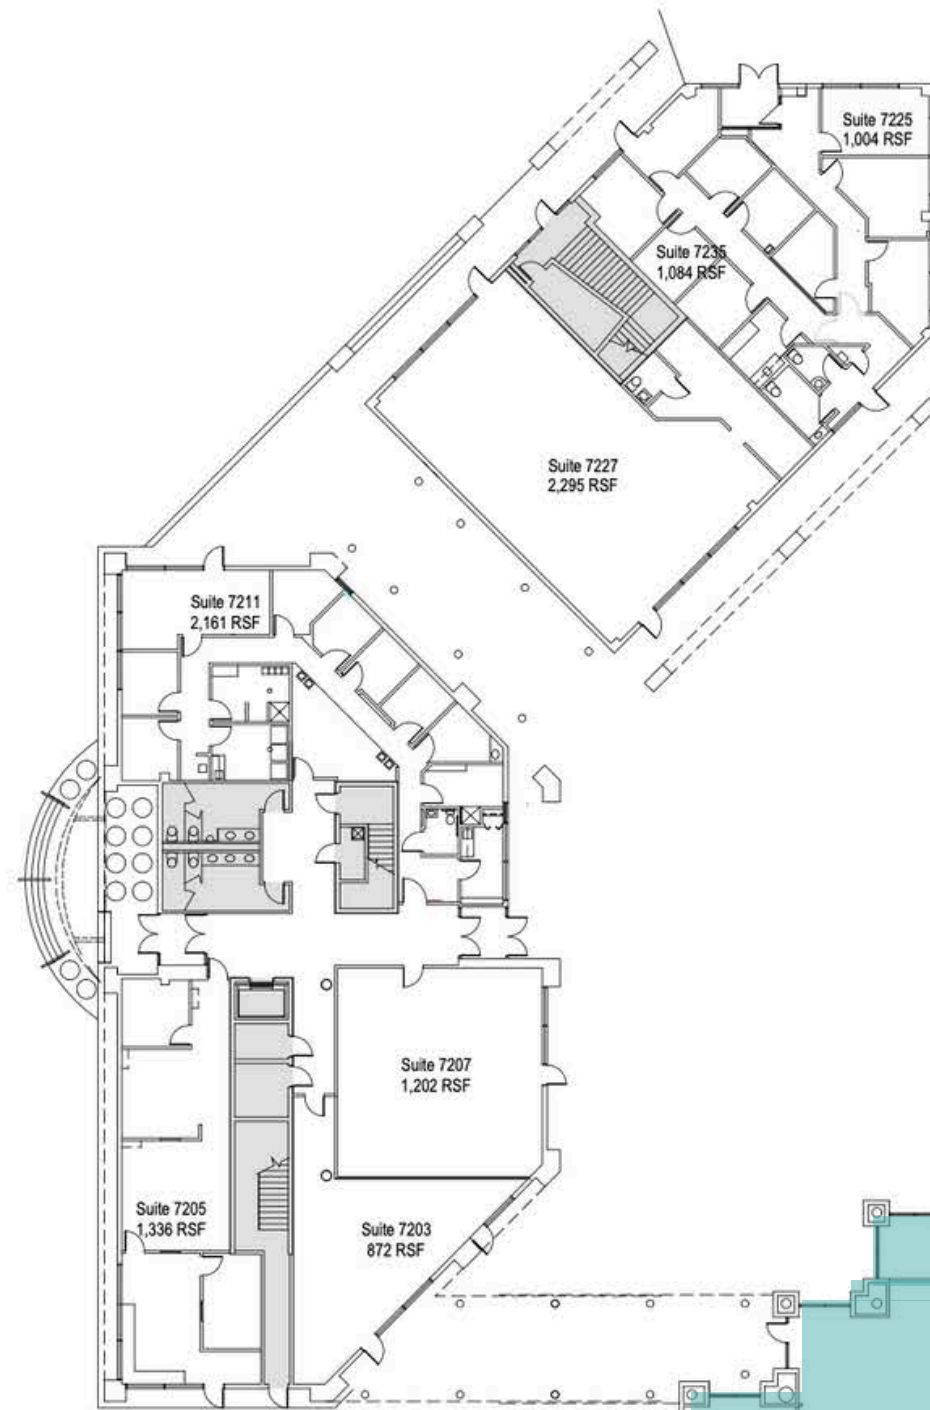 Suite 7225
1,004 RSF
Suite 7235
1,084 RSF
Suite 7227
2,295 RSF
Suite 7211
2,161 RSF
Suite 7207
1,202 RSF
Suite 7205
1,336 RSF
Suite 7203
872 RSF